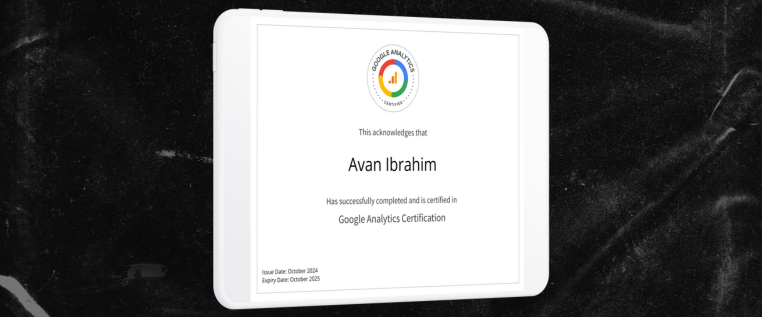 GOOGLE ANALYTICS
CERTIFIED
This acknowledges that
Avan Ibrahim
Has successfully completed and is certified in
Google Analytics Certification
Issue Date: October 2024
Expiry Date: October 2025